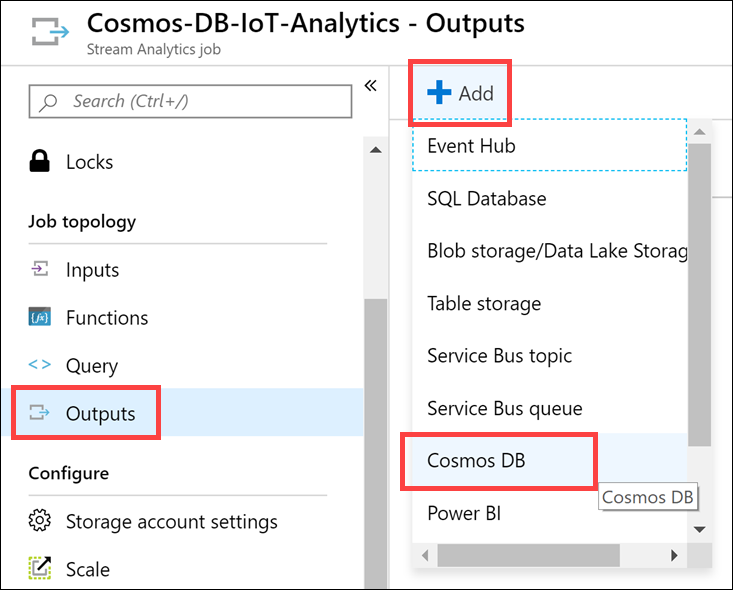 Cosmos-DB-IoT-Analytics - Outputs
Stream Analytics job
Search (Ctrl+/)
Locks
Job topology
Inputs
Functions
Query
Outputs
Configure
Storage account settings
Scale
Add
Event Hub
SQL Database
Blob storage/Data Lake Storag
Table storage
Service Bus topic
Service Bus queue
Cosmos DB
Cosmos DB
Power BI